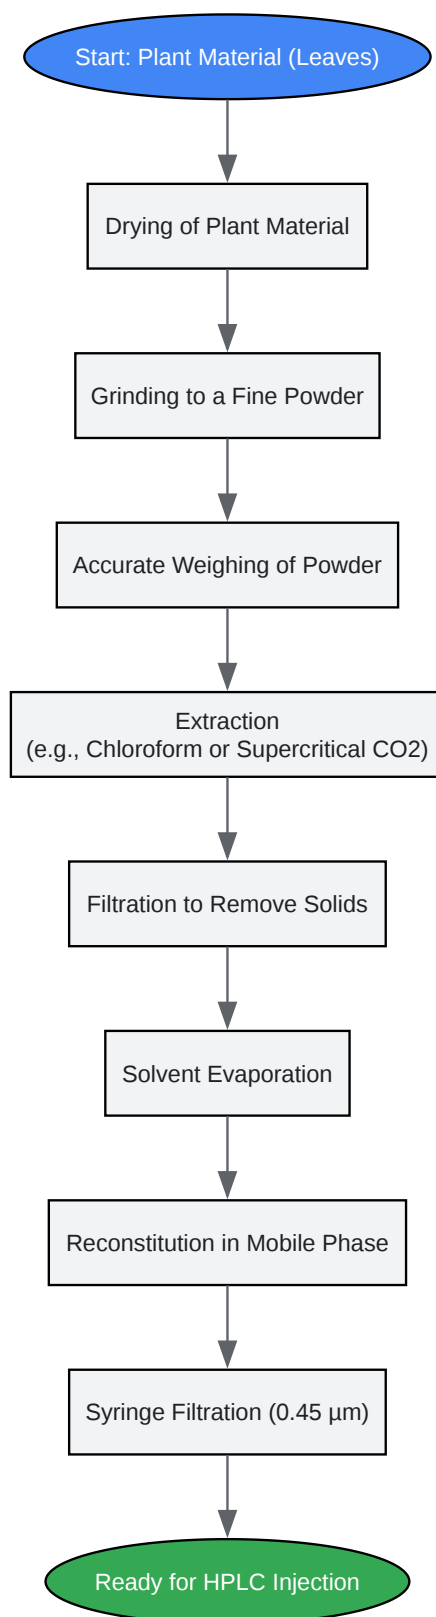 Start: Plant Material (Leaves)
Drying of Plant Material
Grinding to a Fine Powder
Accurate Weighing of Powder
Extraction
(e.g., Chloroform or Supercritical CO2)
Filtration to Remove Solids
Solvent Evaporation
Reconstitution in Mobile Phase
Syringe Filtration (0.45 µm)
Ready for HPLC Injection